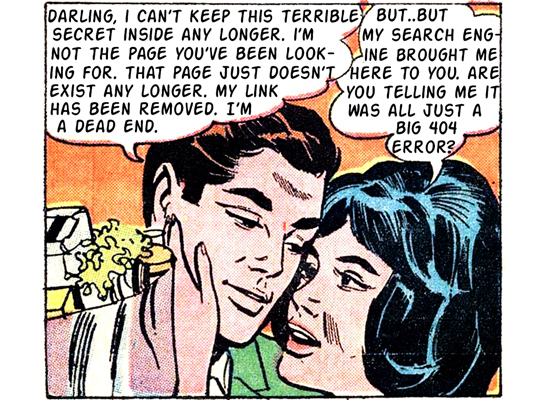 DARLING, I CAN'T KEEP THIS TERRIBLE
SECRET INSIDE ANY LONGER. I'M
NOT THE PAGE YOU'VE BEEN LOOK-
ING FOR. THAT PAGE JUST DOESN'T
EXIST ANY LONGER. MY LINK
HAS BEEN REMOVED. I'M
A DEAD END.
BUT..BUT
MY SEARCH ENG-
INE BROUGHT ME
HERE TO YOU. ARE
YOU TELLING ME IT
WAS ALL JUST A
BIG 404
ERROR?